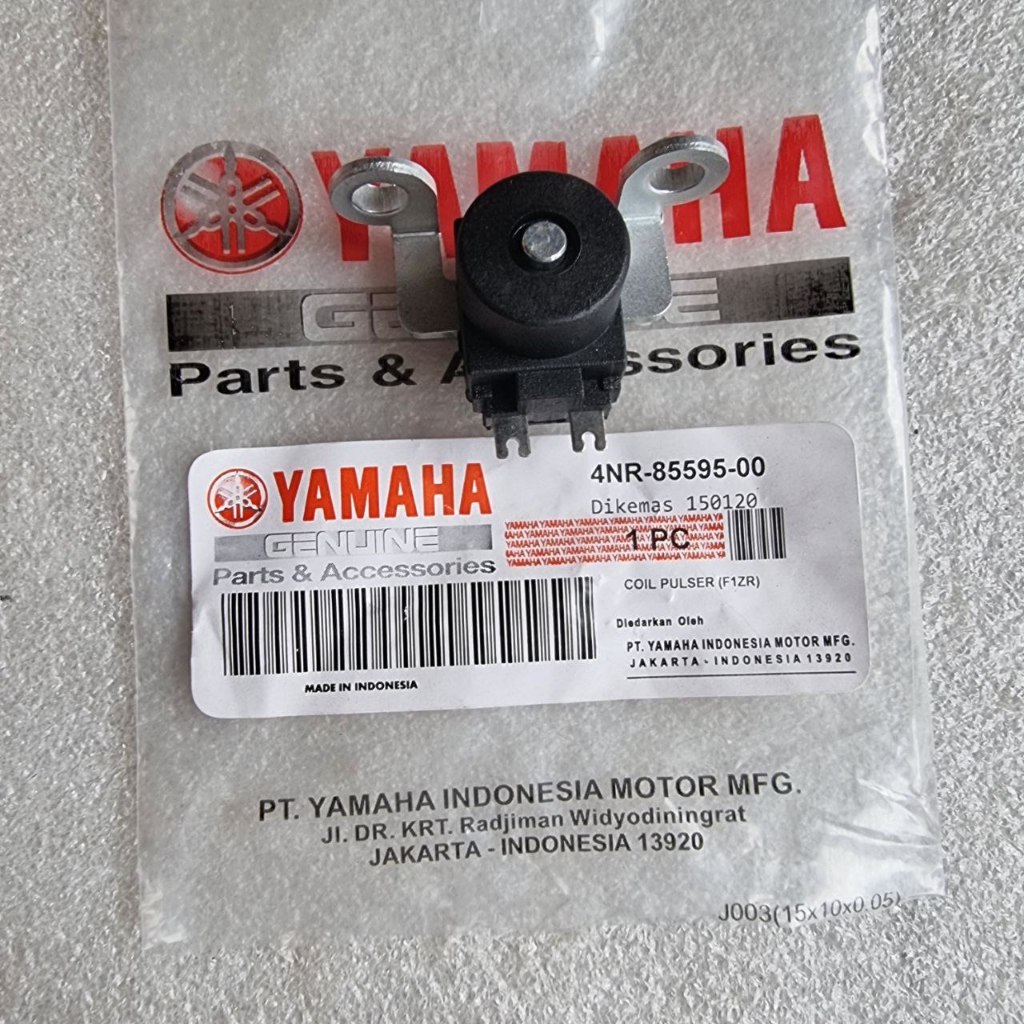 YAMAHA
GENUINE
Parts & Accessories
YAMAHA
GENUINE
Parts & Accessories
MADE IN INDONESIA
4NR-85595-00
Dikemas 150120
1 PC
COIL PULSER (F1ZR)
Diedarkan Oleh
PT. YAMAHA INDONESIA MOTOR MFG.
JAKARTA - INDONESIA 13920
PT. YAMAHA INDONESIA MOTOR MFG.
Jl. DR. KRT. Radjiman Widyodiningrat
JAKARTA - INDONESIA 13920
J003(15x10x0.05)